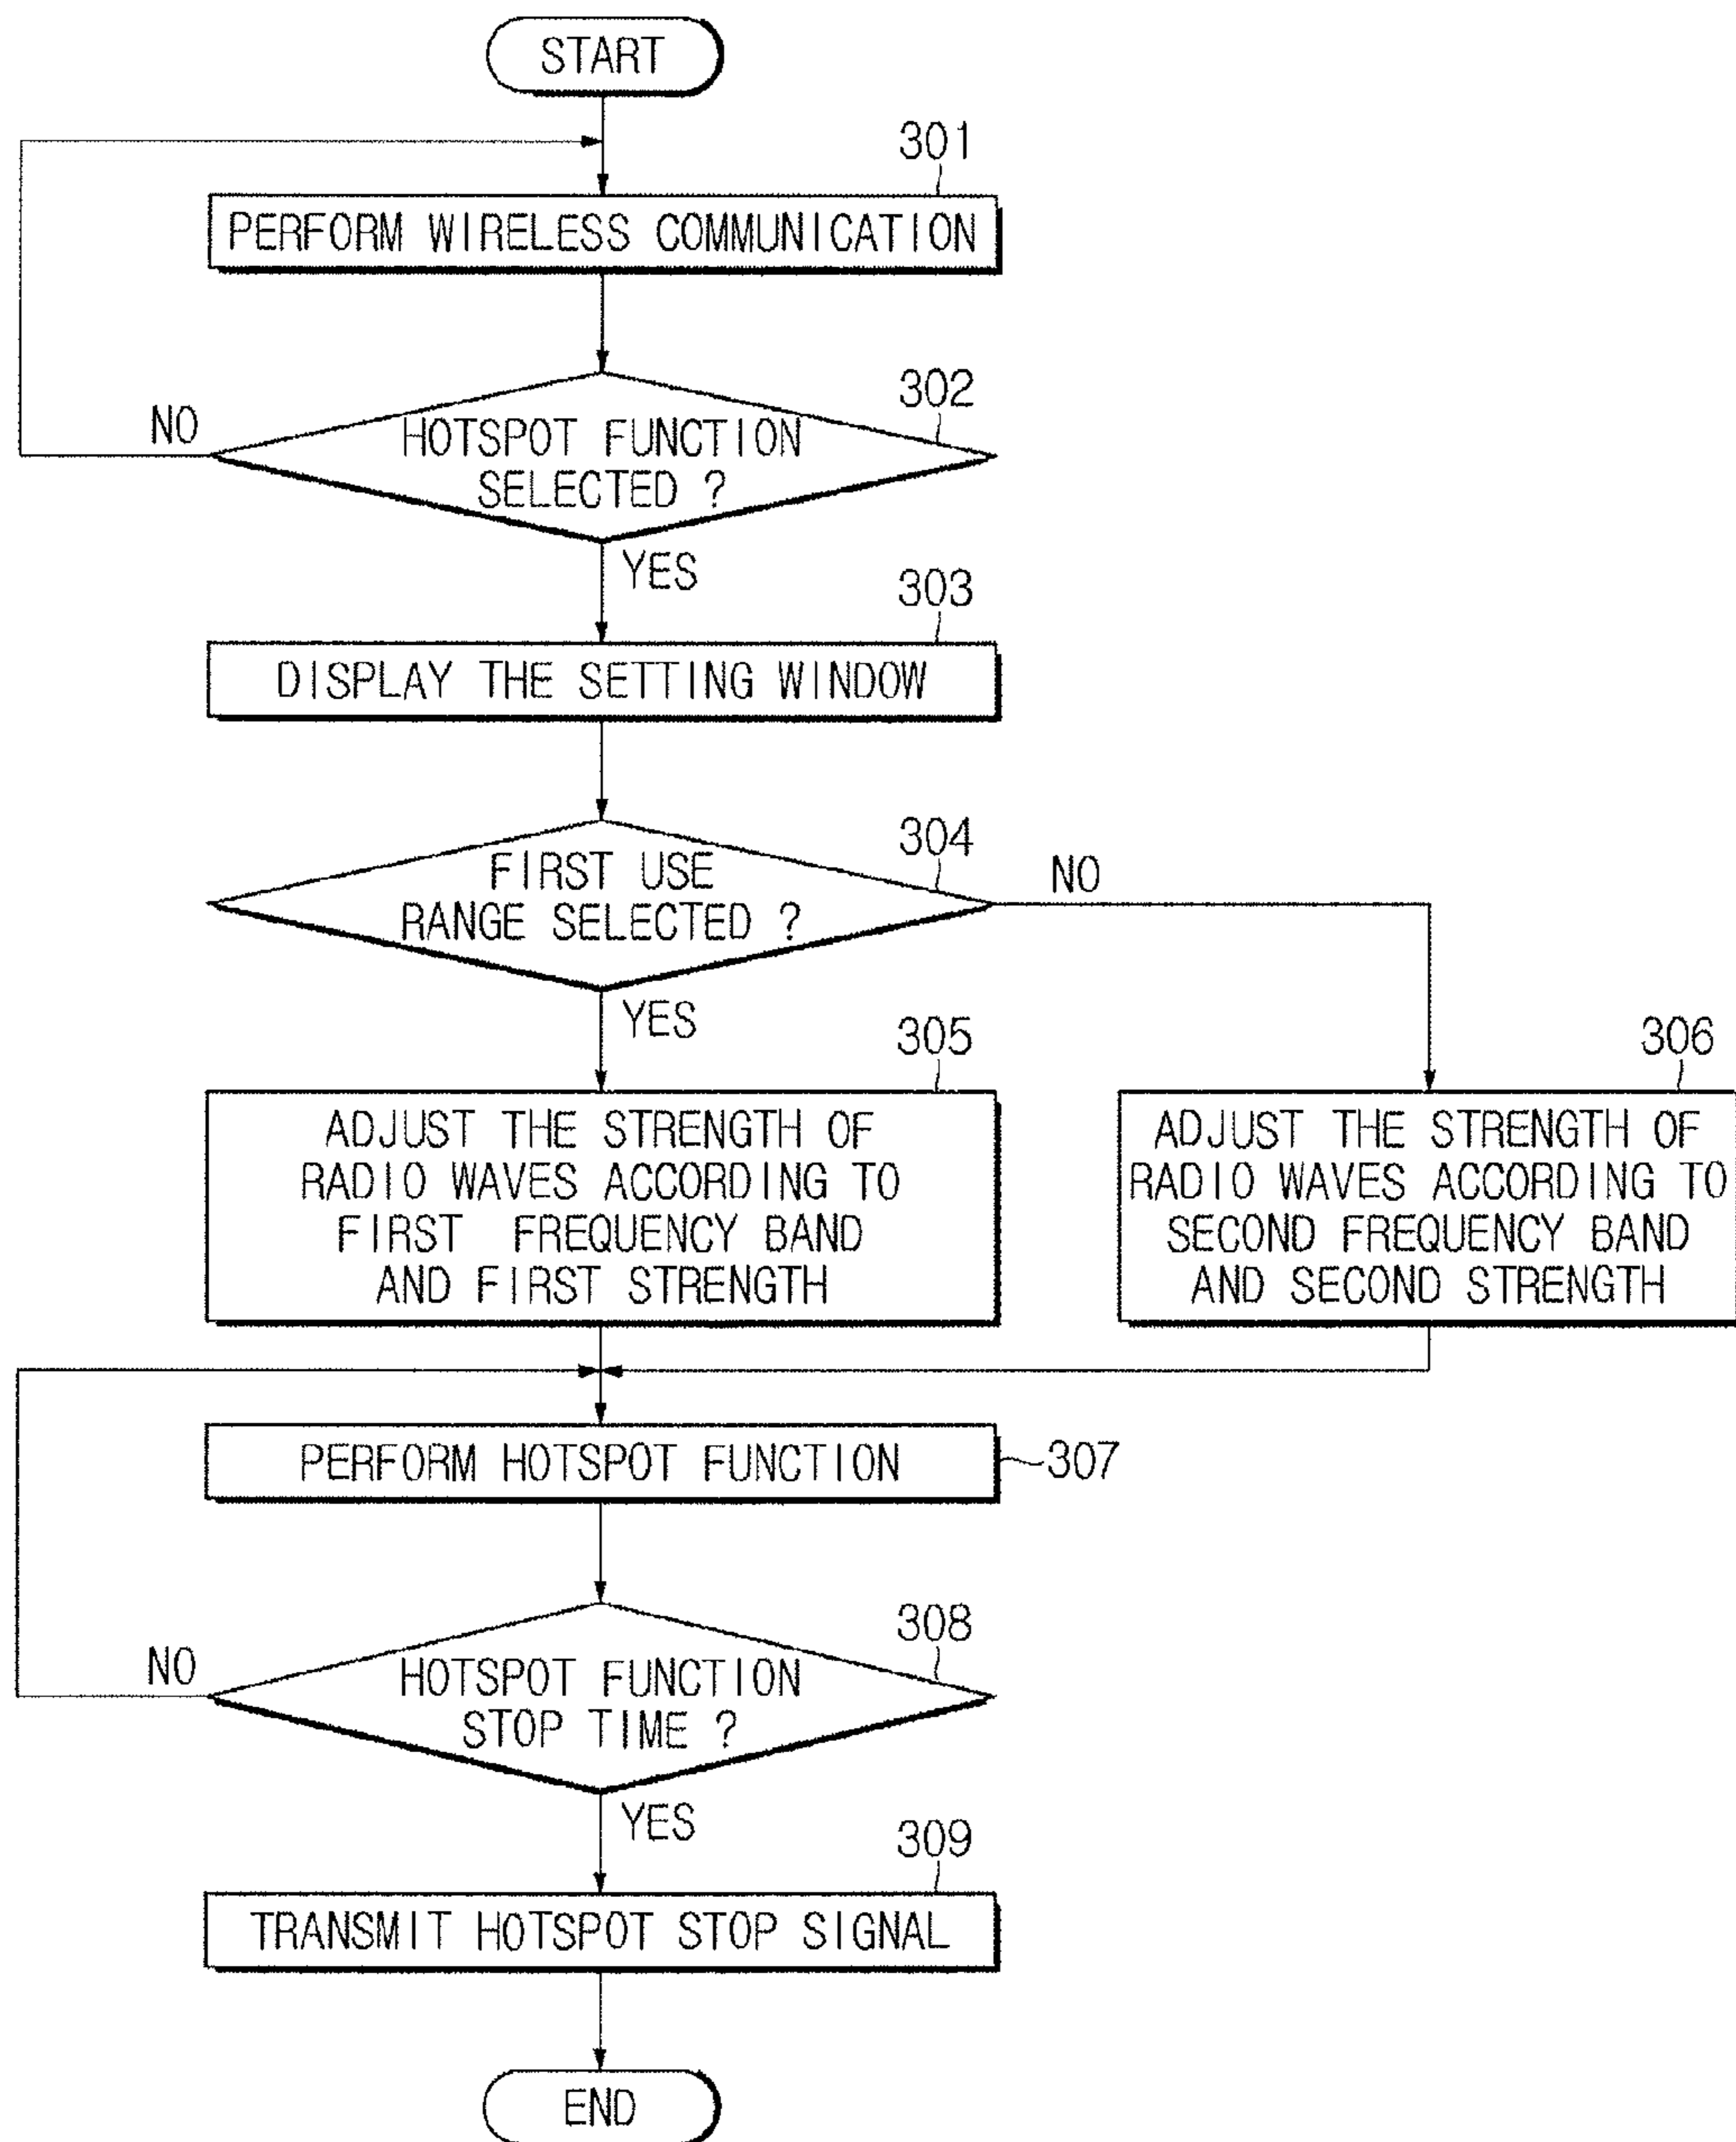 START
301
PERFORM WIRELESS COMMUNICATION
302
NO
HOTSPOT FUNCTION
SELECTED ?
YES
303
DISPLAY THE SETTING WINDOW
304
NO
FIRST USE
RANGE SELECTED ?
YES
305
ADJUST THE STRENGTH OF
RADIO WAVES ACCORDING TO
FIRST FREQUENCY BAND
AND FIRST STRENGTH
306
ADJUST THE STRENGTH OF
RADIO WAVES ACCORDING TO
SECOND FREQUENCY BAND
AND SECOND STRENGTH
PERFORM HOTSPOT FUNCTION
307
308
NO
HOTSPOT FUNCTION
STOP TIME ?
YES
309
TRANSMIT HOTSPOT STOP SIGNAL
END